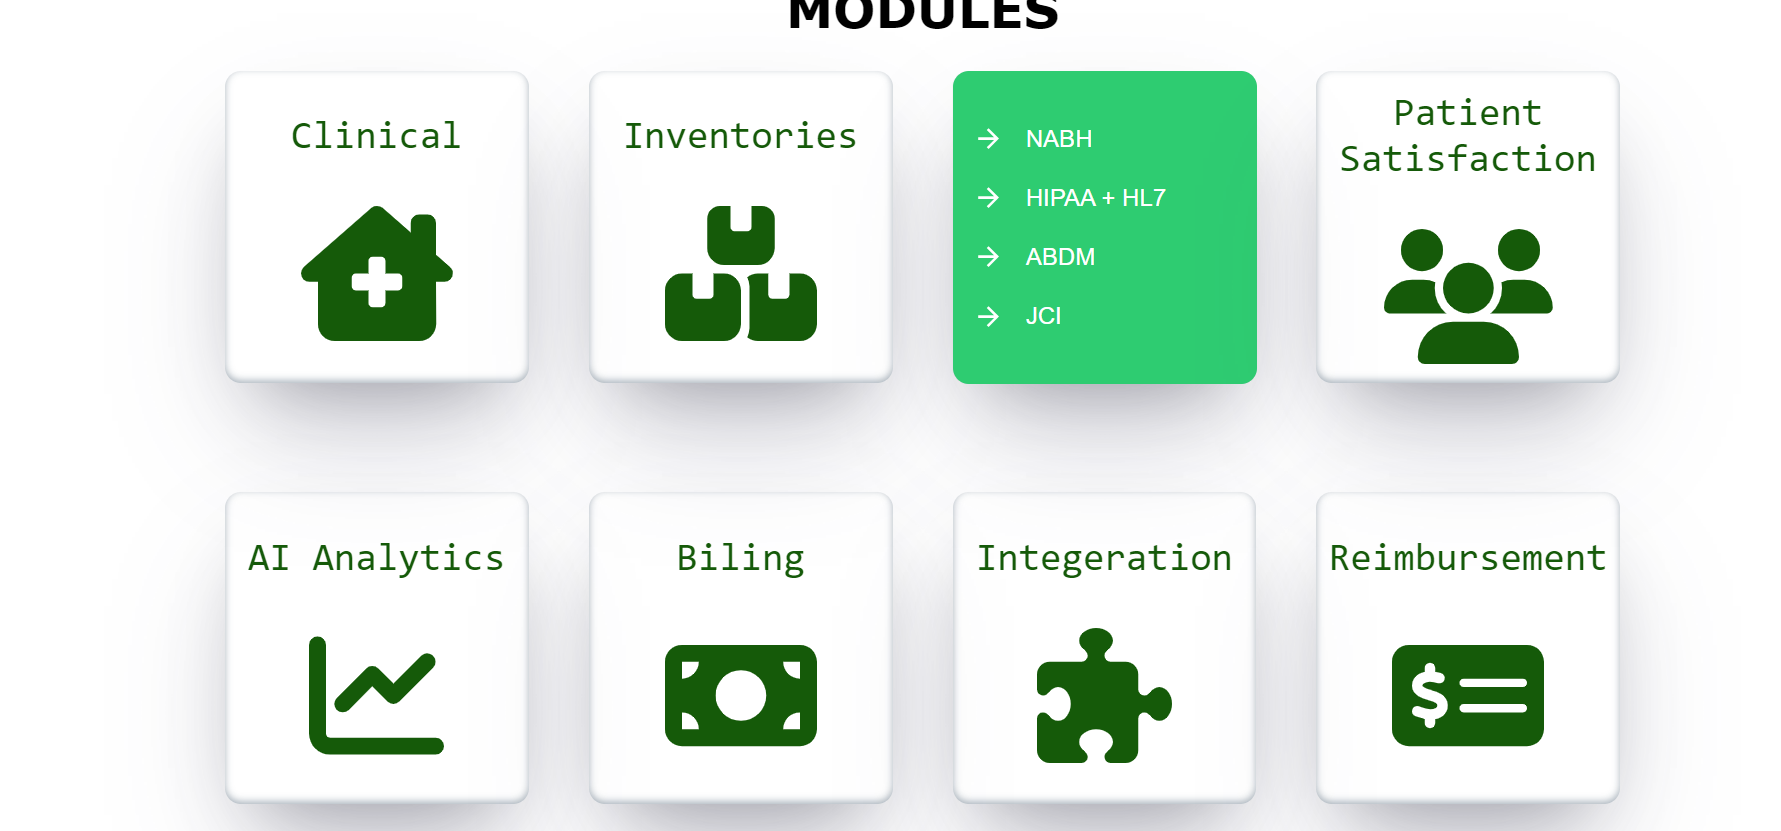 MODULES
Clinical
Inventories
→ NABH
→ HIPAA + HL7
→ ABDM
→ JCI
Patient
Satisfaction
AI Analytics
Biling
Integeration
Reimbursement
$